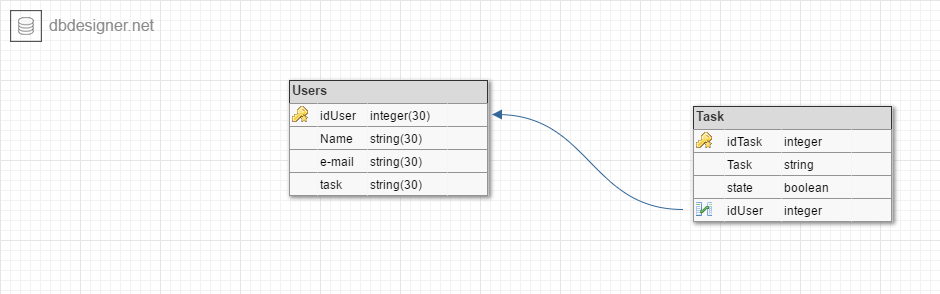 dbdesigner.net
Users
idUser integer(30)
Name string(30)
e-mail string(30)
task string(30)
Task
idTask integer
Task string
state boolean
idUser integer